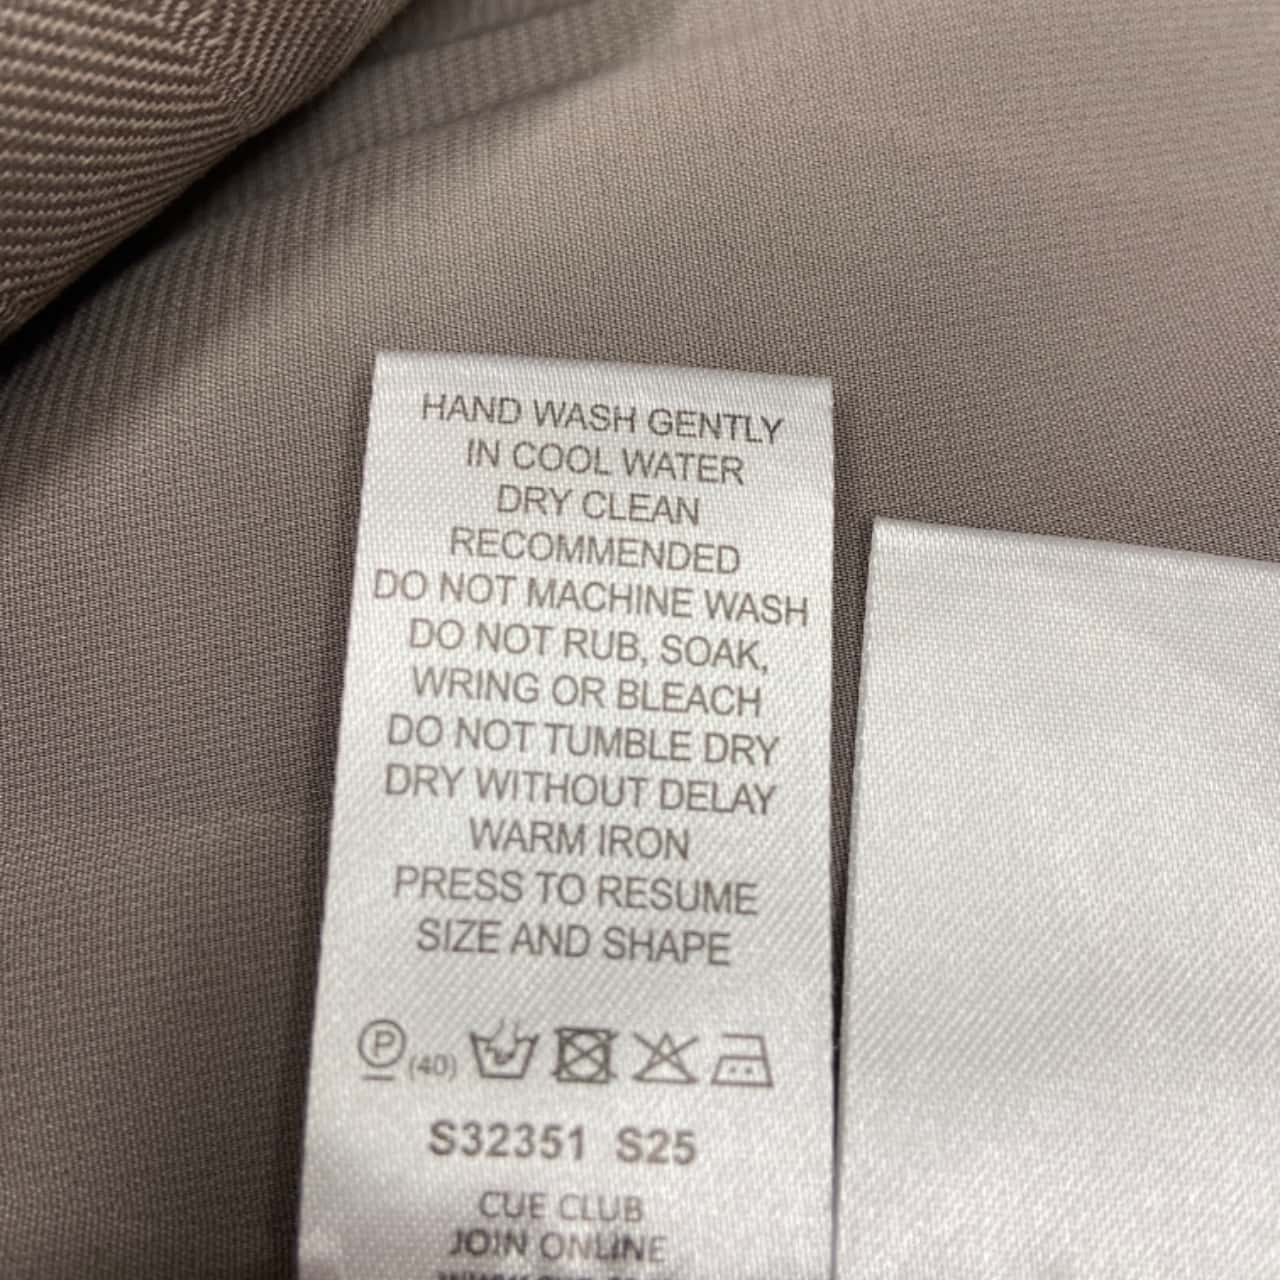 HAND WASH GENTLY
IN COOL WATER
DRY CLEAN
RECOMMENDED
DO NOT MACHINE WASH
DO NOT RUB, SOAK,
WRING OR BLEACH
DO NOT TUMBLE DRY
DRY WITHOUT DELAY
WARM IRON
PRESS TO RESUME
SIZE AND SHAPE
P (40)
S32351 S25
CUE CLUB
JOIN ONLINE